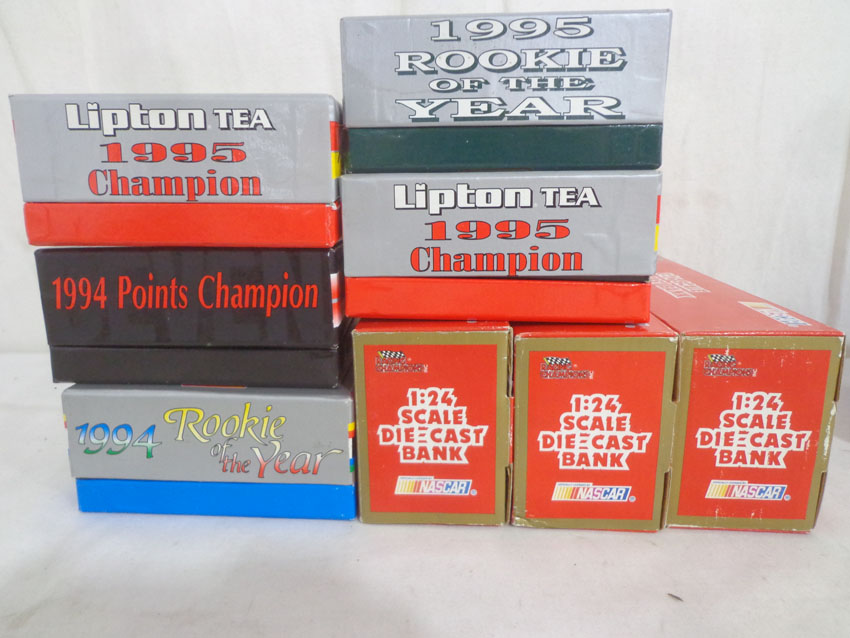 1995
ROOKIE
OF THE
YEAR
Lipton TEA
1995
Champion
Lipton TEA
1995
Champion
1994 Points Champion
1994 Rookie
of the Year
1:24
SCALE
DIE-CAST
BANK
NASCAR
1:24
SCALE
DIE-CAST
BANK
NASCAR
1:24
SCALE
DIE-CAST
BANK
NASCAR